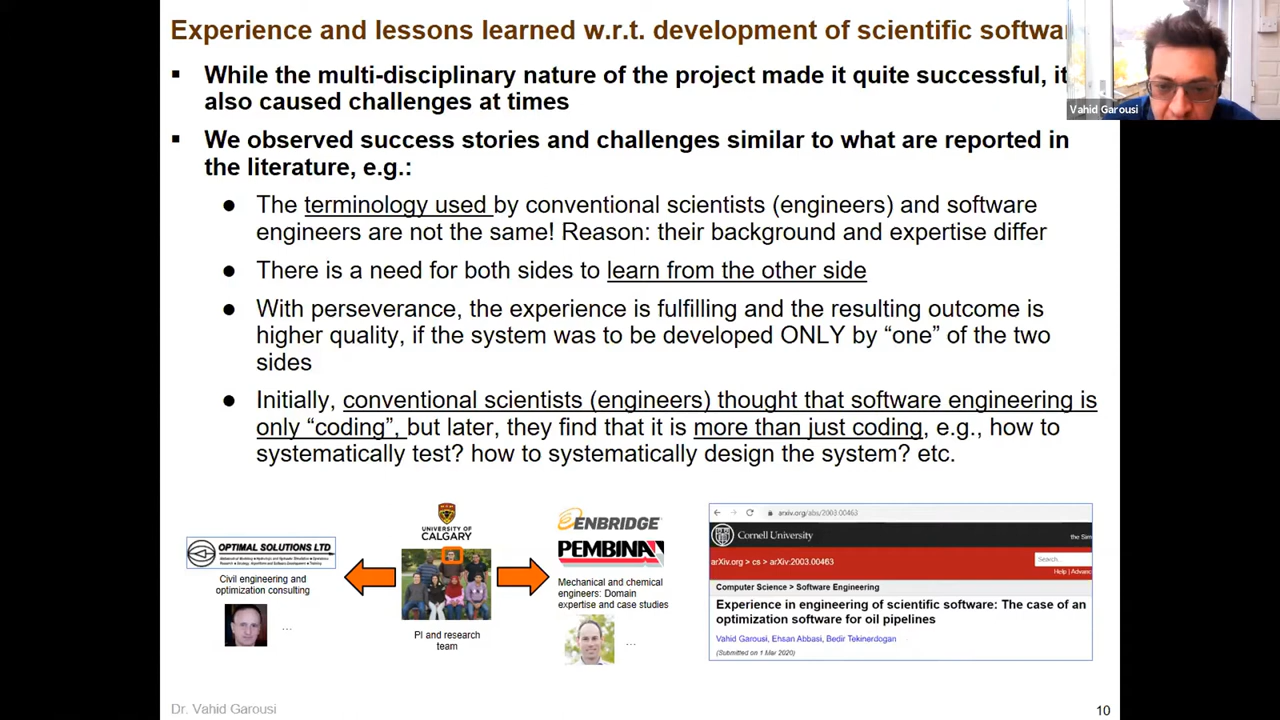 Experience and lessons learned w.r.t. development of scientific softwar
While the multi-disciplinary nature of the project made it quite successful, it
also caused challenges at times
We observed success stories and challenges similar to what are reported in
the literature, e.g.:
The terminology used by conventional scientists (engineers) and software
engineers are not the same! Reason: their background and expertise differ
There is a need for both sides to learn from the other side
With perseverance, the experience is fulfilling and the resulting outcome is
higher quality, if the system was to be developed ONLY by “one” of the two
sides
Initially, conventional scientists (engineers) thought that software engineering is
only “coding”, but later, they find that it is more than just coding, e.g., how to
systematically test? how to systematically design the system? etc.
OPTIMAL SOLUTIONS LTD
Civil engineering and
optimization consulting
...
UNIVERSITY OF
CALGARY
PI and research
team
ENBRIDGE
PEMBINA
Mechanical and chemical
engineers: Domain
expertise and case studies
...
arxiv.org/abs/2003.00463
Cornell University
the Sim
arXiv.org > cs > arXiv:2003.00463
Search...
Help | Advanc
Computer Science > Software Engineering
Experience in engineering of scientific software: The case of an
optimization software for oil pipelines
Vahid Garousi, Ehsan Abbasi, Bedir Tekinerdogan
(Submitted on 1 Mar 2020)
Dr. Vahid Garousi
10
Vahid Garousi